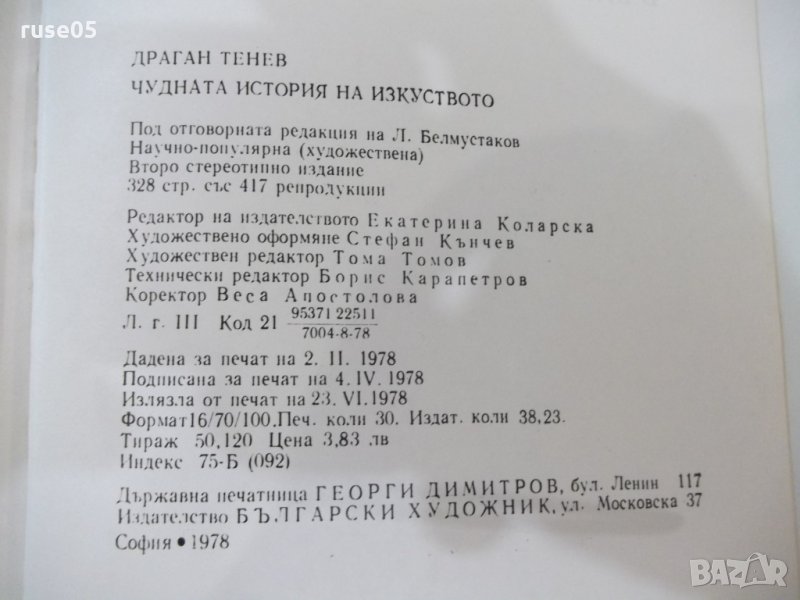 ruse05
ДРАГАН ТЕНЕВ
ЧУДНАТА ИСТОРИЯ НА ИЗКУСТВОТО
Под отговорната редакция на Л. Белмустаков
Научно-популярна (художествена)
Второ стереотипно издание
328 стр. със 417 репродукции
Редактор на издателството Екатерина Коларска
Художествено оформяне Стефан Кънчев
Художествен редактор Тома Томов
Технически редактор Борис Карапетров
Коректор Веса Апостолова
Л. г. III Код 21 95371 22511 / 7004-8-78
Дадена за печат на 2. II. 1978
Подписана за печат на 4. IV. 1978
Излязла от печат на 23. VI. 1978
Формат 16/70/100. Печ. коли 30. Издат. коли 38,23.
Тираж 50,120 Цена 3,83 лв
Индекс 75-Б (092)
Държавна печатница ГЕОРГИ ДИМИТРОВ, бул. Ленин 117
Издателство БЪЛГАРСКИ ХУДОЖНИК, ул. Московска 37
София • 1978
BAZAR